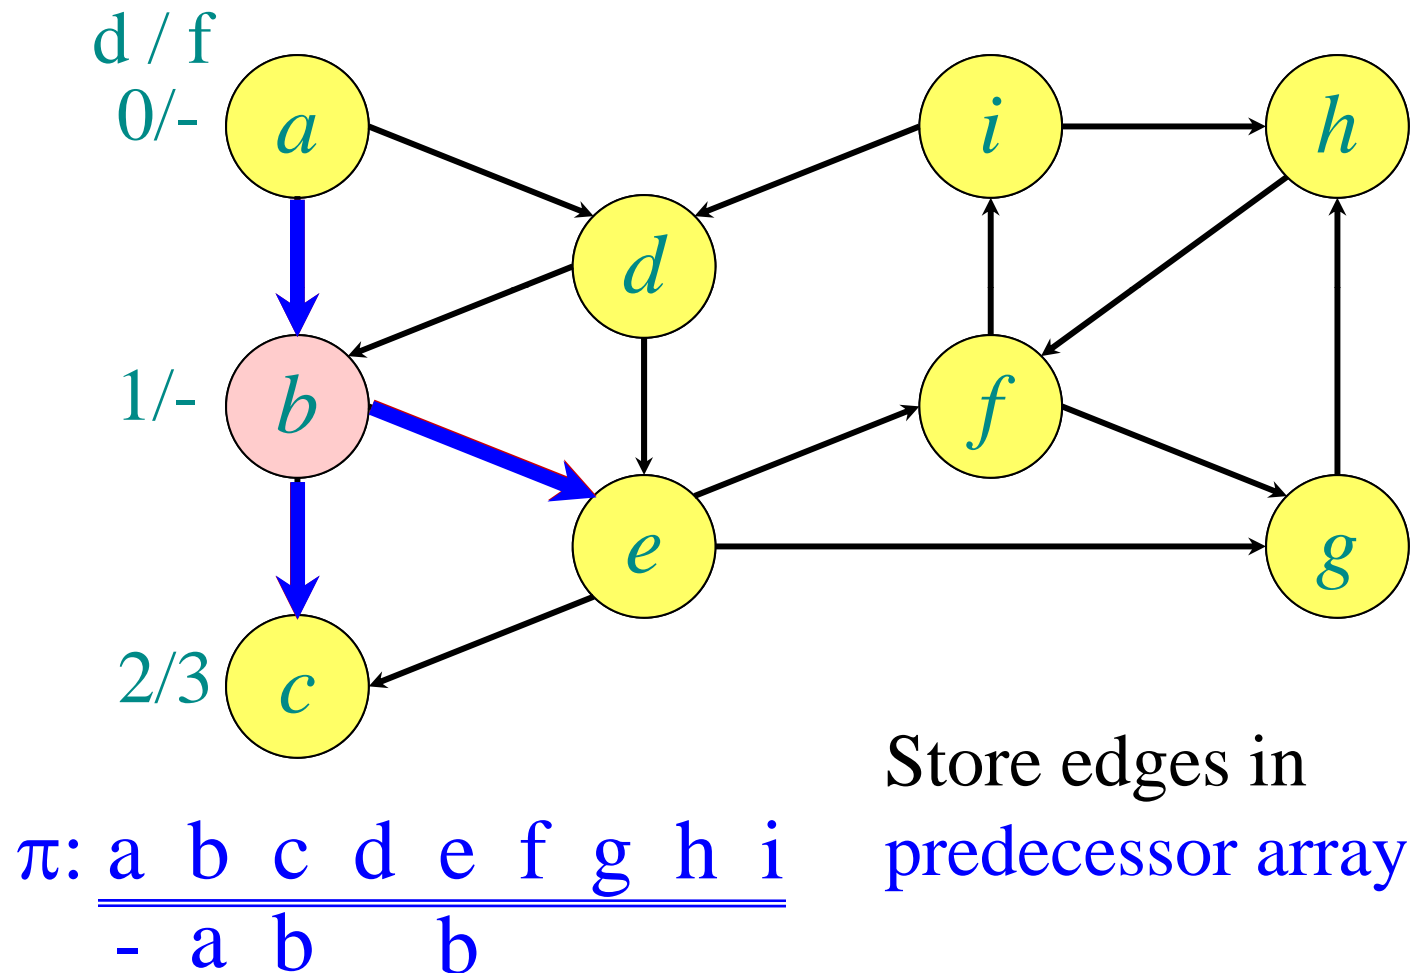 d / f
0/-
a
i
h
d
1/-
b
f
e
g
2/3
c
Store edges in
predecessor array
π: a b c d e f g h i
- a b b